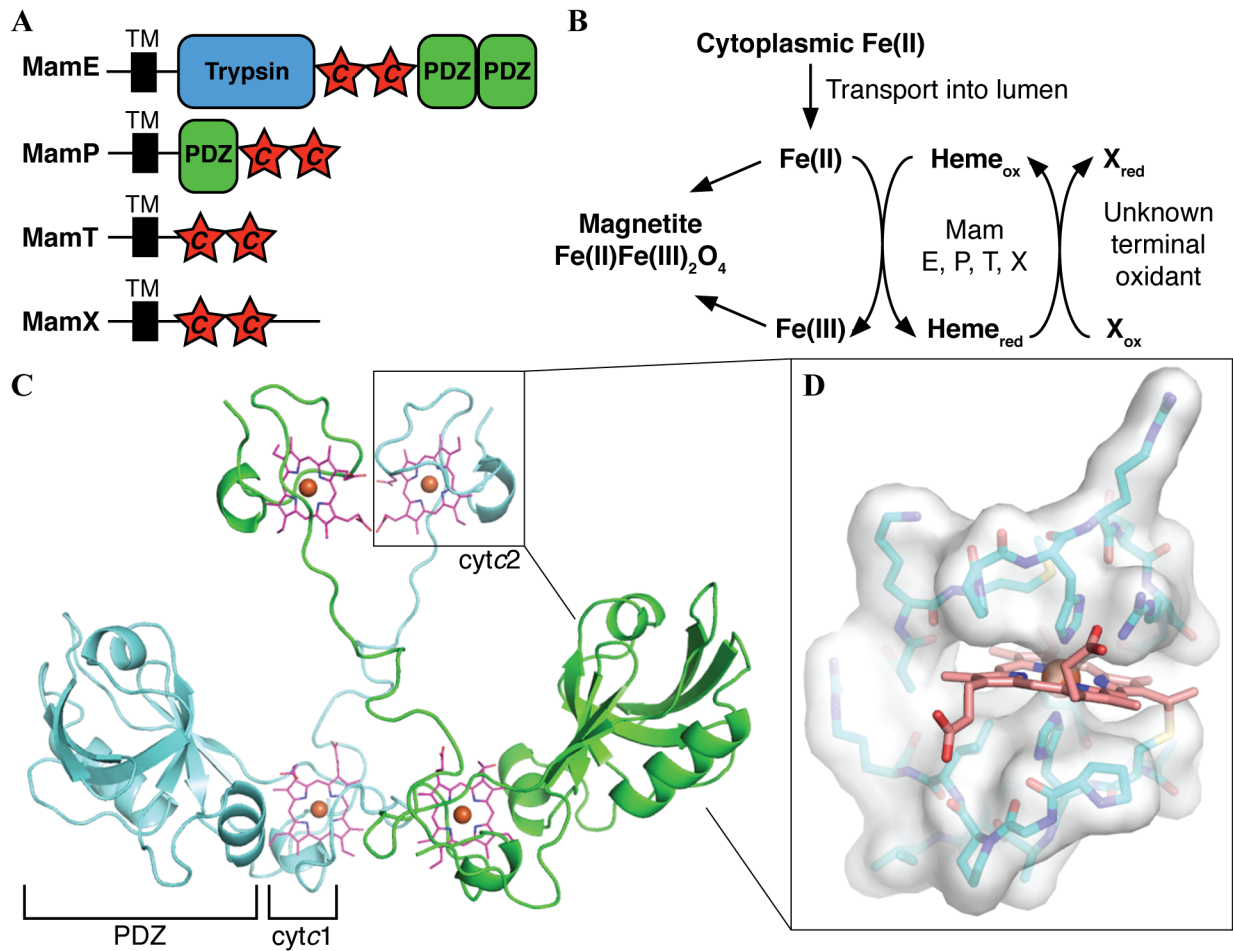 A
TM
MamE
Trypsin
C
C
PDZ
PDZ
TM
MamP
PDZ
C
C
TM
MamT
C
C
TM
MamX
C
C
B
Cytoplasmic Fe(II)
Transport into lumen
Fe(II)
Heme_ox
X_red
Magnetite
Fe(II)Fe(III)₂O₄
Mam
E, P, T, X
Unknown
terminal
oxidant
Fe(III)
Heme_red
X_ox
C
cytc2
PDZ
cytc1
D